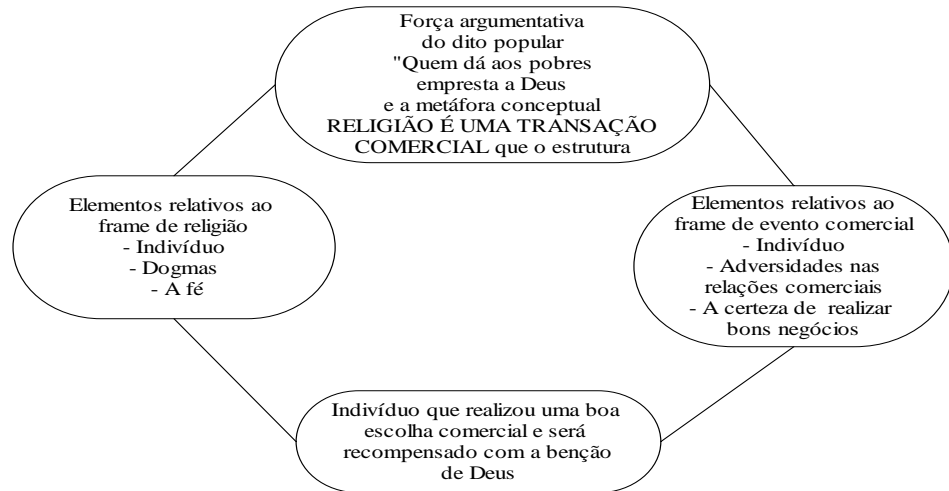 Força argumentativa
do dito popular
"Quem dá aos pobres
empresta a Deus
e a metáfora conceptual
RELIGIÃO É UMA TRANSAÇÃO
COMERCIAL que o estrutura
Elementos relativos ao
frame de religião
- Indivíduo
- Dogmas
- A fé
Elementos relativos ao
frame de evento comercial
- Indivíduo
- Adversidades nas
relações comerciais
- A certeza de realizar
bons negócios
Indivíduo que realizou uma boa
escolha comercial e será
recompensado com a benção
de Deus